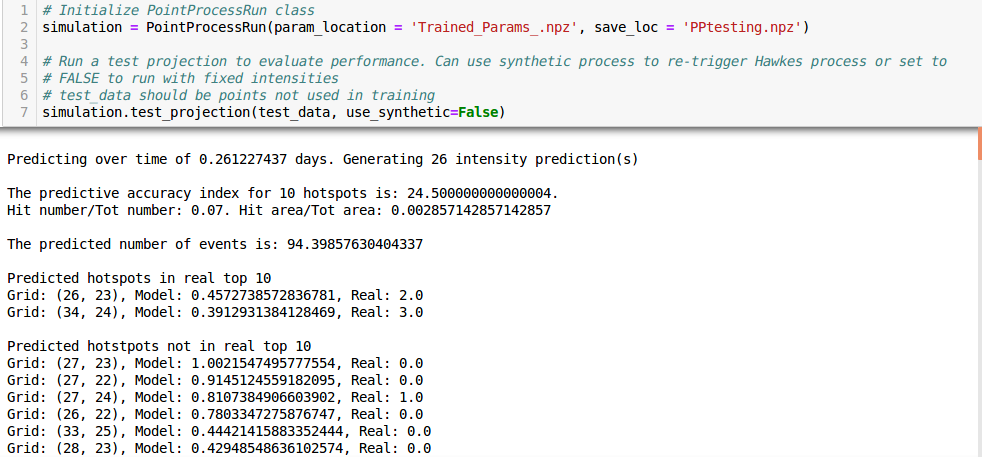 1 # Initialize PointProcessRun class
2 simulation = PointProcessRun(param_location = 'Trained_Params_.npz', save_loc = 'PPtesting.npz')
3
4 # Run a test projection to evaluate performance. Can use synthetic process to re-trigger Hawkes process or set to
5 # FALSE to run with fixed intensities
6 # test_data should be points not used in training
7 simulation.test_projection(test_data, use_synthetic=False)
Predicting over time of 0.261227437 days. Generating 26 intensity prediction(s)
The predictive accuracy index for 10 hotspots is: 24.500000000000004.
Hit number/Tot number: 0.07. Hit area/Tot area: 0.002857142857142857
The predicted number of events is: 94.39857630404337
Predicted hotspots in real top 10
Grid: (26, 23), Model: 0.4572738572836781, Real: 2.0
Grid: (34, 24), Model: 0.3912931384128469, Real: 3.0
Predicted hotstpots not in real top 10
Grid: (27, 23), Model: 1.0021547495777554, Real: 0.0
Grid: (27, 22), Model: 0.9145124559182095, Real: 0.0
Grid: (27, 24), Model: 0.8107384906603902, Real: 1.0
Grid: (26, 22), Model: 0.7803347275876747, Real: 0.0
Grid: (33, 25), Model: 0.44421415883352444, Real: 0.0
Grid: (28, 23), Model: 0.42948548636102574, Real: 0.0